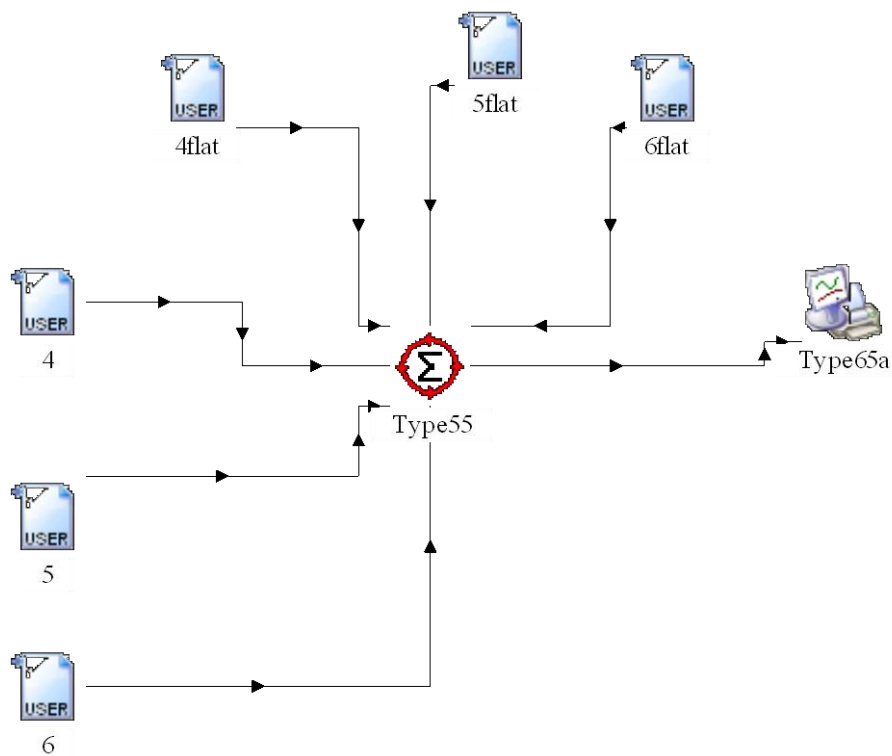 USER
5flat
USER
4flat
USER
6flat
USER
4
Type65a
Σ
Type55
USER
5
USER
6